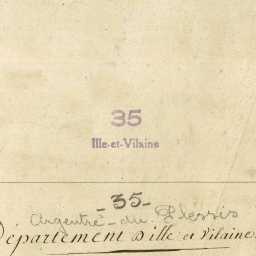 35
Ille-et-Vilaine
-35-
Argentré-du-Plessis
Département D'ille et Vilaine